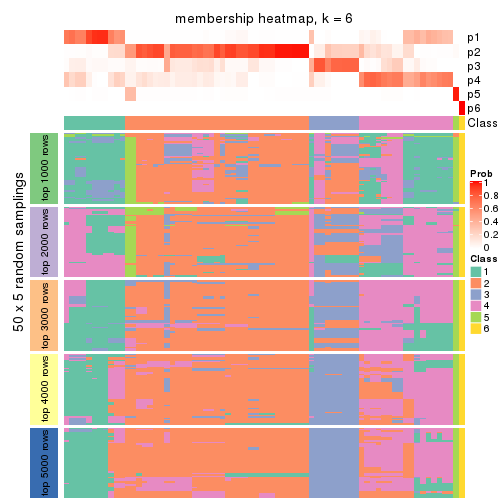 membership heatmap, k = 6
p1
p2
p3
p4
p5
p6
Class
50 x 5 random samplings
top 1000 rows
top 2000 rows
top 3000 rows
top 4000 rows
top 5000 rows
Prob
1
0.8
0.6
0.4
0.2
0
Class
1
2
3
4
5
6